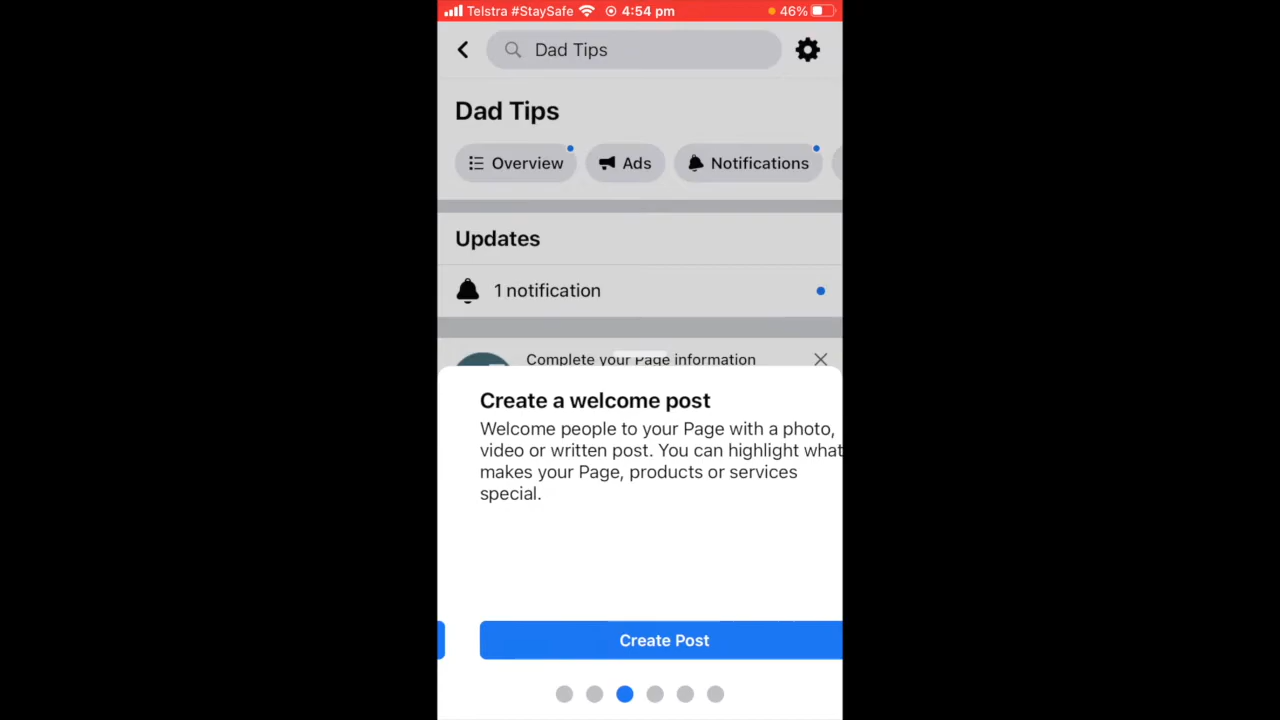 Telstra #StaySafe 4:54 pm 46%
Dad Tips
Dad Tips
Overview Ads Notifications
Updates
1 notification
Complete your Page information
Create a welcome post
Welcome people to your Page with a photo,
video or written post. You can highlight what
makes your Page, products or services
special.
Create Post